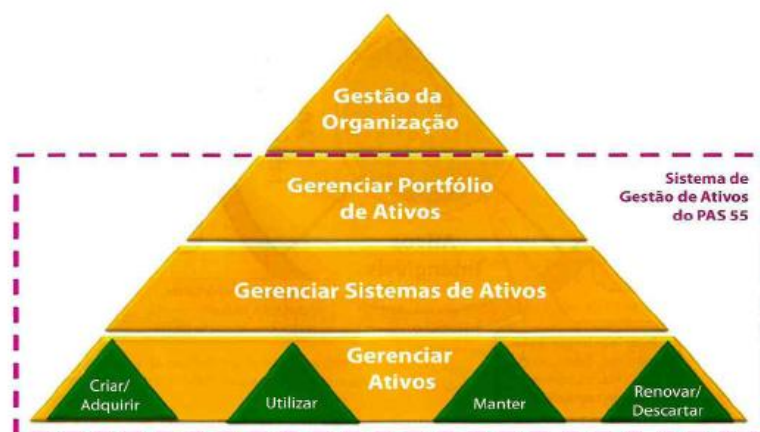 Gestão da
Organização
Gerenciar Portfólio
de Ativos
Sistema de
Gestão de Ativos
do PAS 55
Gerenciar Sistemas de Ativos
Gerenciar
Ativos
Criar/
Adquirir
Utilizar
Manter
Renovar/
Descartar